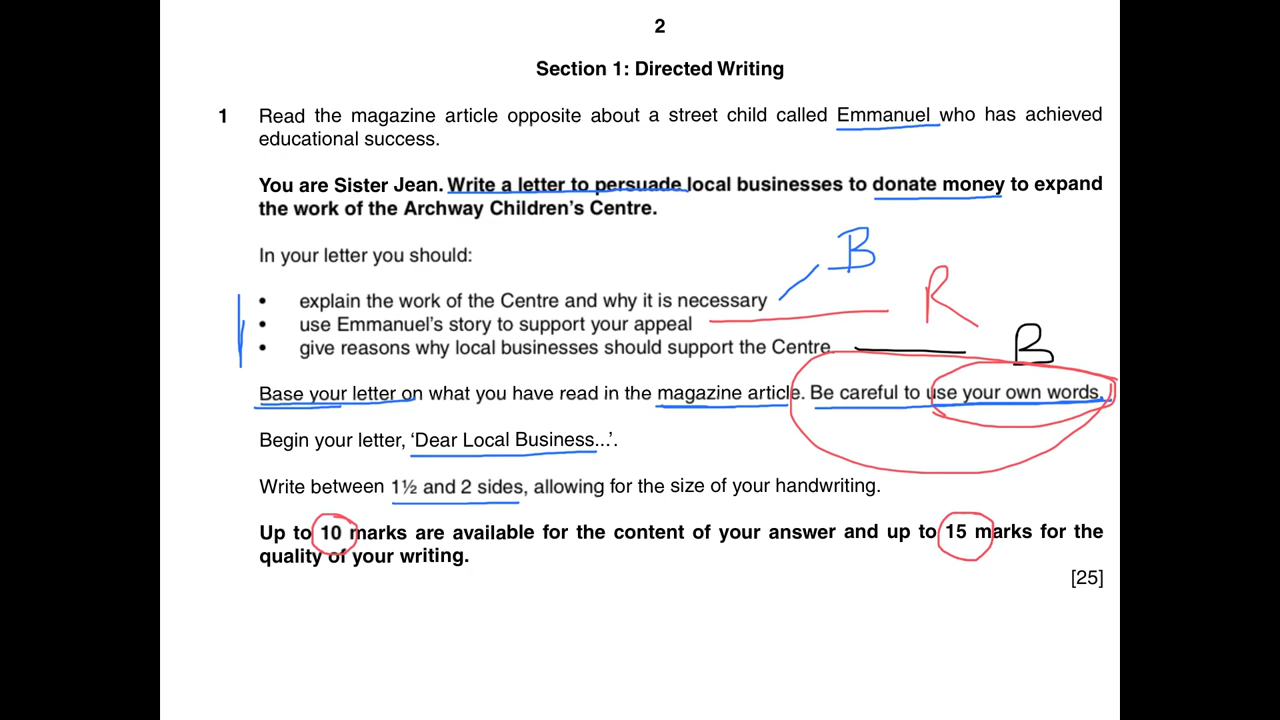 2
Section 1: Directed Writing
1 Read the magazine article opposite about a street child called Emmanuel who has achieved
educational success.
You are Sister Jean. Write a letter to persuade local businesses to donate money to expand
the work of the Archway Children's Centre.
B
In your letter you should:
R
• explain the work of the Centre and why it is necessary
• use Emmanuel's story to support your appeal
• give reasons why local businesses should support the Centre
B
Base your letter on what you have read in the magazine article. Be careful to use your own words.
Begin your letter, 'Dear Local Business...'.
Write between 1½ and 2 sides, allowing for the size of your handwriting.
Up to 10 marks are available for the content of your answer and up to 15 marks for the
quality of your writing.
[25]